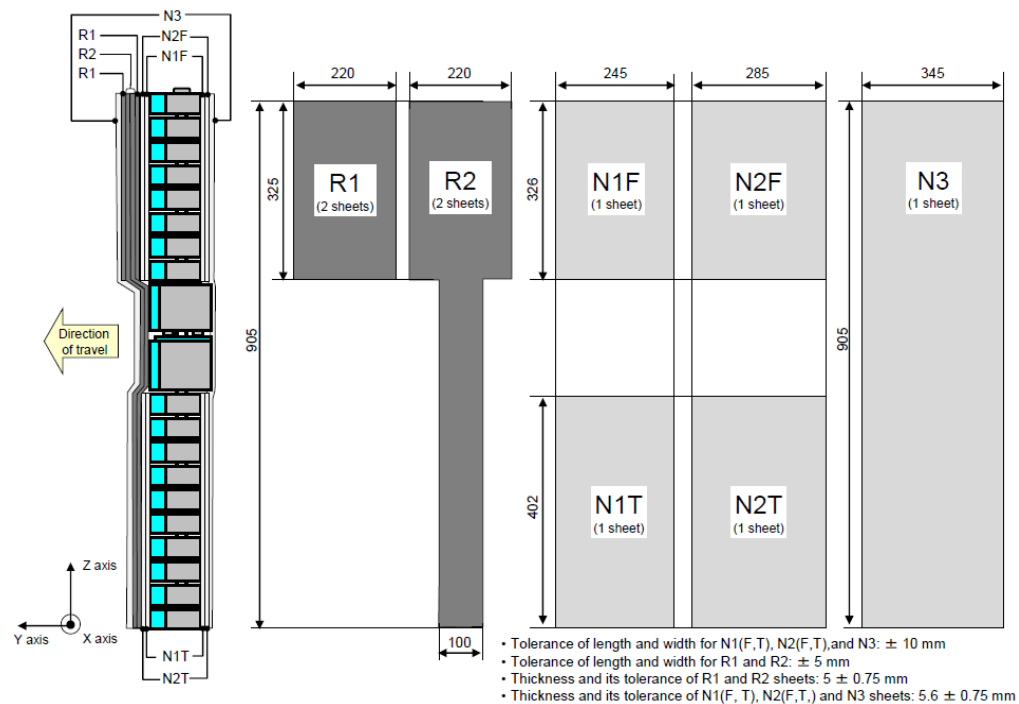 N3
R1
N2F
R2
N1F
R1
220
220
245
285
345
325
R1
(2 sheets)
R2
(2 sheets)
326
N1F
(1 sheet)
N2F
(1 sheet)
N3
(1 sheet)
Direction
of travel
905
905
402
N1T
(1 sheet)
N2T
(1 sheet)
Z axis
Y axis
X axis
N1T
N2T
100
• Tolerance of length and width for N1(F,T), N2(F,T),and N3: ± 10 mm
• Tolerance of length and width for R1 and R2: ± 5 mm
• Thickness and its tolerance of R1 and R2 sheets: 5 ± 0.75 mm
• Thickness and its tolerance of N1(F, T), N2(F,T,) and N3 sheets: 5.6 ± 0.75 mm